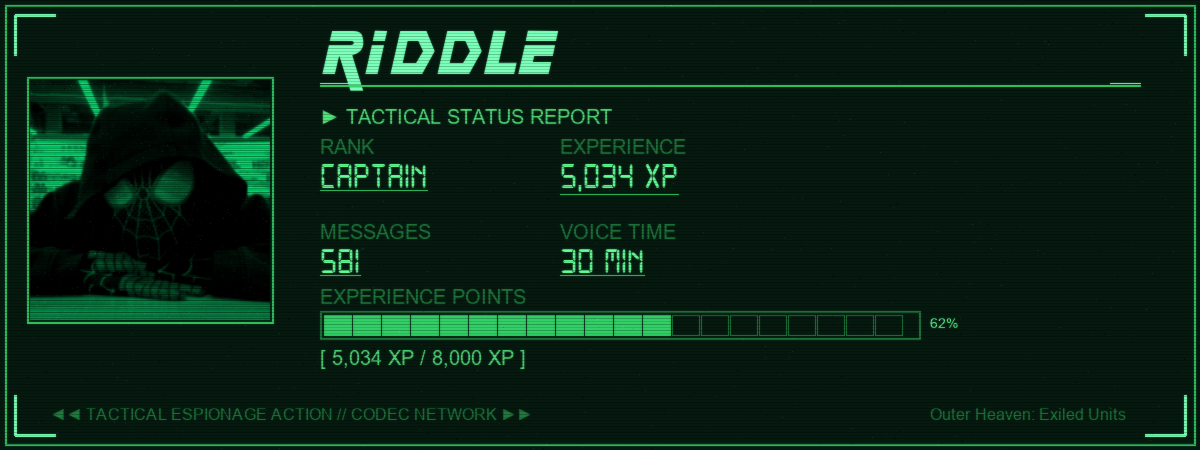 RiDDLE
► TACTICAL STATUS REPORT
RANK EXPERIENCE
CAPTAIN 5,034 XP
MESSAGES VOICE TIME
581 30 MIN
EXPERIENCE POINTS
62%
[ 5,034 XP / 8,000 XP ]
◄◄ TACTICAL ESPIONAGE ACTION // CODEC NETWORK ►► Outer Heaven: Exiled Units